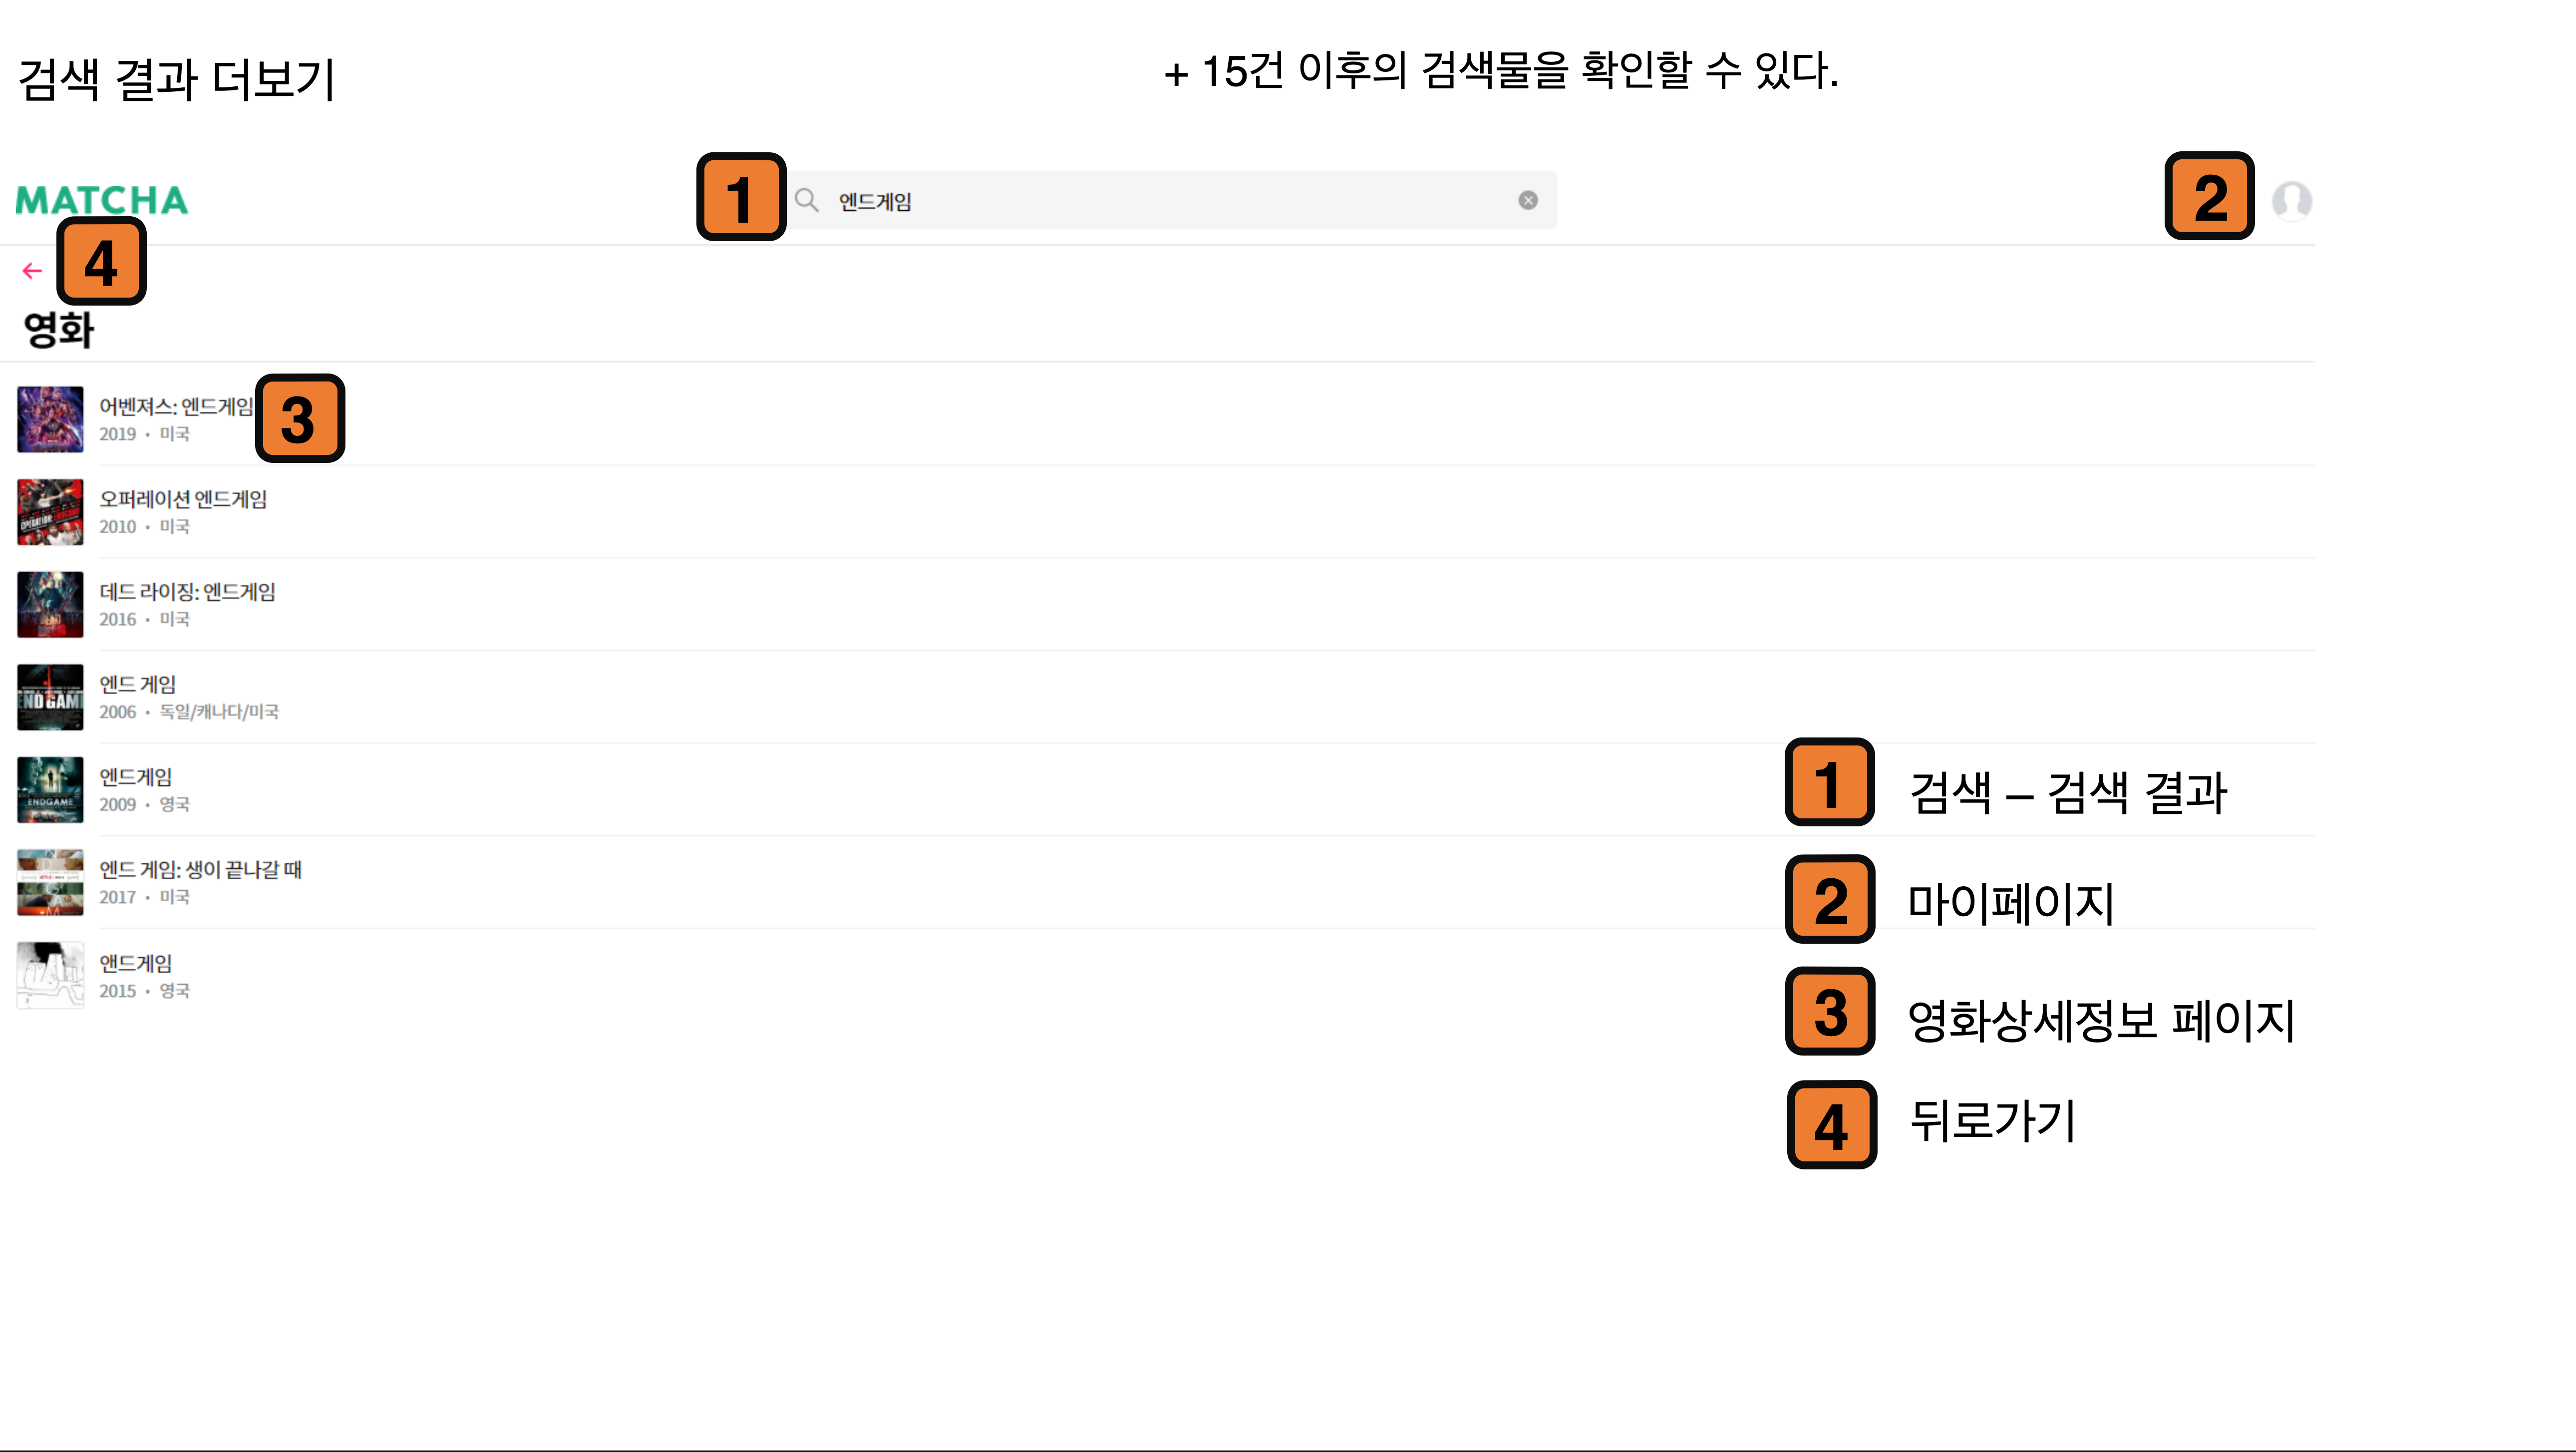 검색 결과 더보기
+ 15건 이후의 검색물을 확인할 수 있다.
MATCHA
1
엔드게임
2
4
영화
어벤져스: 엔드게임
2019 · 미국
3
오퍼레이션 엔드게임
2010 · 미국
데드 라이징: 엔드게임
2016 · 미국
엔드 게임
2006 · 독일/캐나다/미국
END GAM
엔드게임
2009 · 영국
ENDGAME
엔드 게임: 생이 끝나갈 때
2017 · 미국
앤드게임
2015 · 영국
1 검색 – 검색 결과
2 마이페이지
3 영화상세정보 페이지
4 뒤로가기